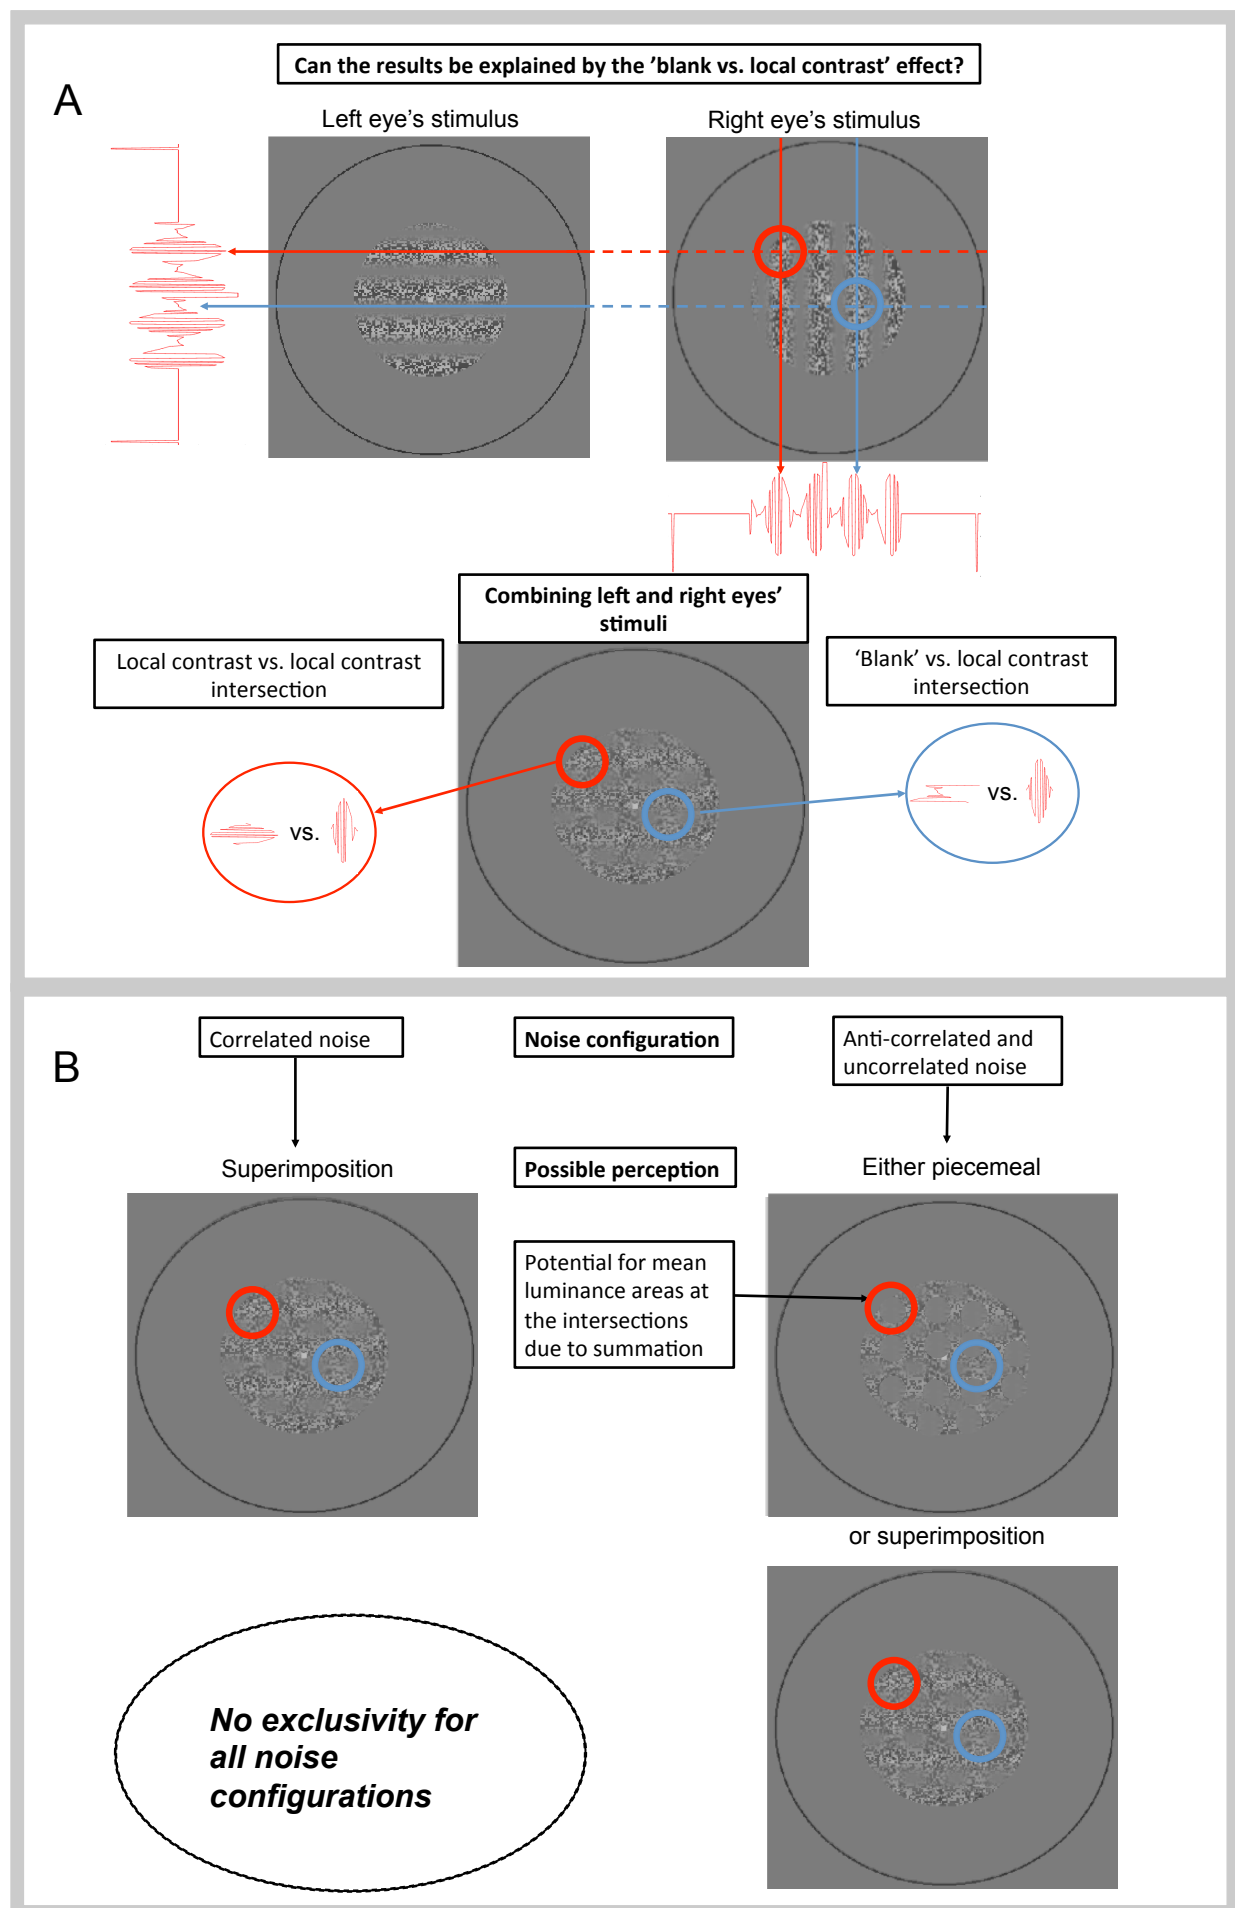 Can the results be explained by the ’blank vs. local contrast’ effect?
A
Left eye’s stimulus
Right eye’s stimulus
Combining left and right eyes’
stimuli
Local contrast vs. local contrast
intersection
‘Blank’ vs. local contrast
intersection
vs.
vs.
B
Correlated noise
Noise configuration
Anti-correlated and
uncorrelated noise
Superimposition
Possible perception
Either piecemeal
Potential for mean
luminance areas at
the intersections
due to summation
or superimposition
No exclusivity for
all noise
configurations